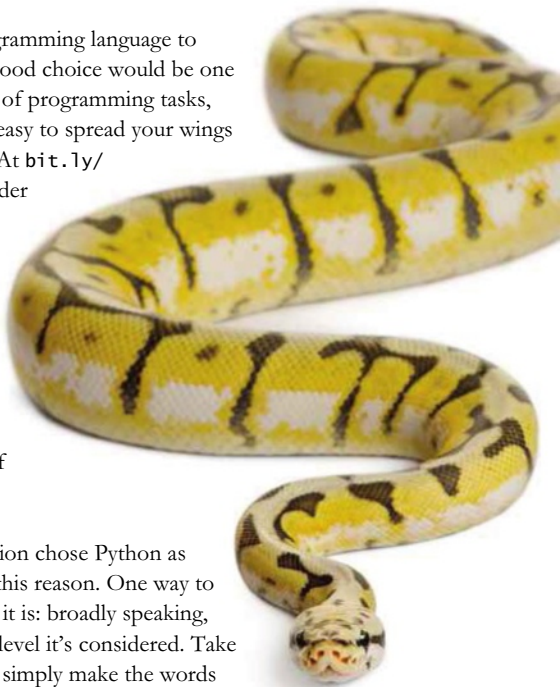 gramming language to
ood choice would be one
of programming tasks,
easy to spread your wings
At bit.ly/
der
f
ion chose Python as
this reason. One way to
it is: broadly speaking,
level it's considered. Take
simply make the words